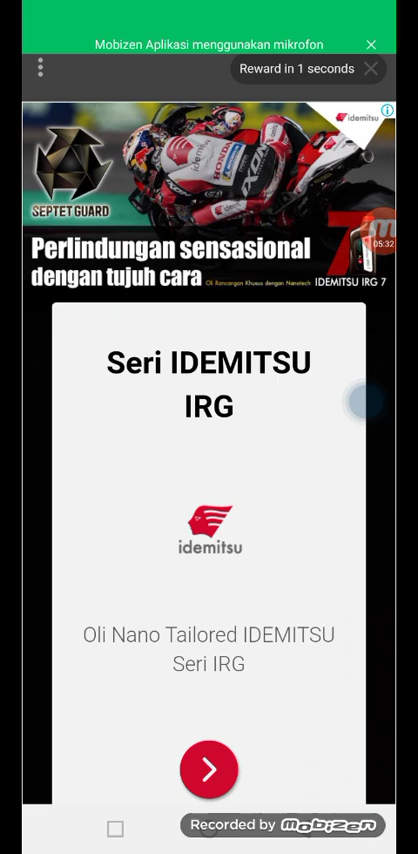 Mobizen Aplikasi menggunakan mikrofon
Reward in 1 seconds
idemitsu
SEPTET GUARD
HONDA
Perlindungan sensasional
dengan tujuh cara
Oli Rancangan Khusus dengan Nanotech
IDEMITSU IRG 7
05:32
Seri IDEMITSU
IRG
idemitsu
Oli Nano Tailored IDEMITSU
Seri IRG
Recorded by mobizen